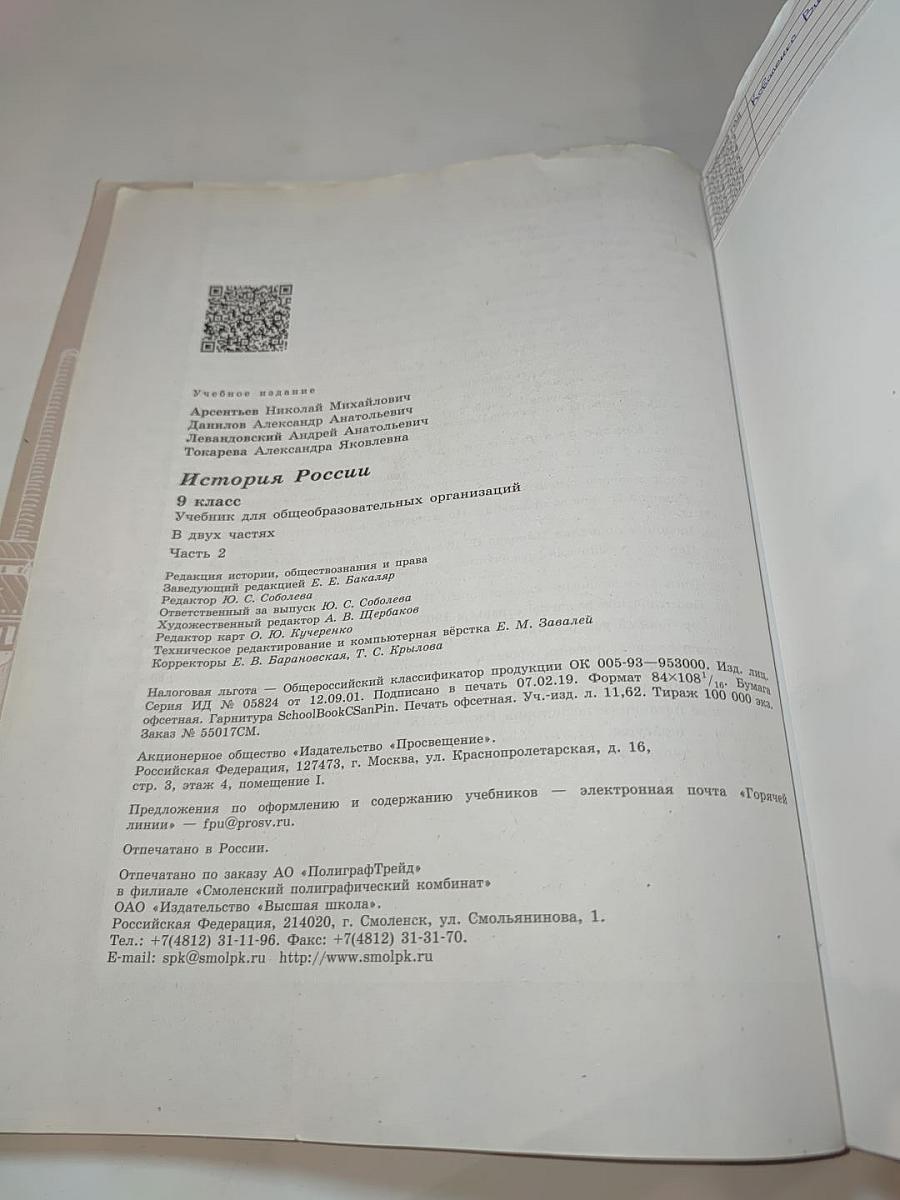 Учебное издание
Арсентьев Николай Михайлович
Данилов Александр Анатольевич
Левандовский Андрей Анатольевич
Токарева Александра Яковлевна
История России
9 класс
Учебник для общеобразовательных организаций
В двух частях
Часть 2
Редакция истории, обществознания и права
Заведующий редакцией Е. Е. Бакаляр
Редактор Ю. С. Соболева
Ответственный за выпуск Ю. С. Соболева
Художественный редактор А. В. Щербаков
Редактор карт О. Ю. Кучеренко
Техническое редактирование и компьютерная вёрстка Е. М. Завалей
Корректоры Е. В. Барановская, Т. С. Крылова
Налоговая льгота — Общероссийский классификатор продукции ОК 005-93—953000. Изд. лиц.
Серия ИД № 05824 от 12.09.01. Подписано в печать 07.02.19. Формат 84×108 1/16. Бумага
офсетная. Гарнитура SchoolBookCSanPin. Печать офсетная. Уч.-изд. л. 11,62. Тираж 100 000 экз.
Заказ № 55017СМ.
Акционерное общество «Издательство «Просвещение».
Российская Федерация, 127473, г. Москва, ул. Краснопролетарская, д. 16,
стр. 3, этаж 4, помещение I.
Предложения по оформлению и содержанию учебников — электронная почта «Горячей
линии» — fpu@prosv.ru.
Отпечатано в России.
Отпечатано по заказу АО «ПолиграфТрейд»
в филиале «Смоленский полиграфический комбинат»
ОАО «Издательство «Высшая школа».
Российская Федерация, 214020, г. Смоленск, ул. Смольянинова, 1.
Тел.: +7(4812) 31-11-96. Факс: +7(4812) 31-31-70.
E-mail: spk@smolpk.ru http://www.smolpk.ru